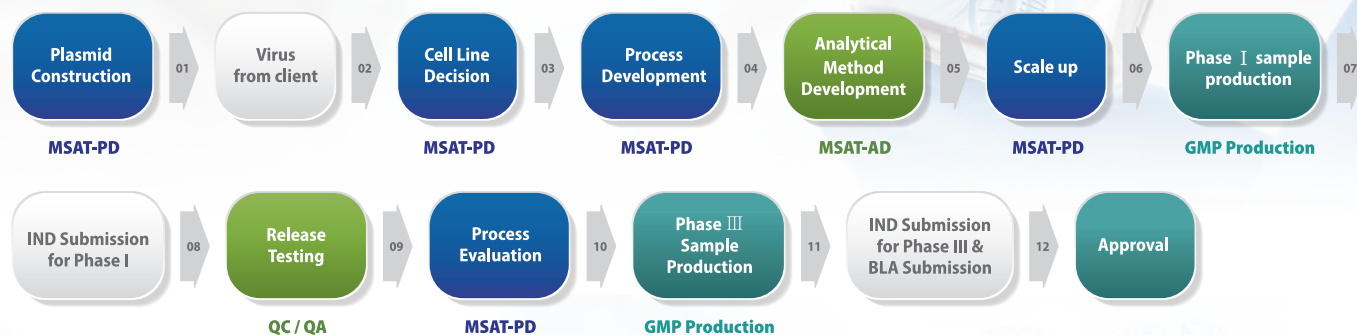 Plasmid
Construction
01
Virus
from client
02
Cell Line
Decision
03
Process
Development
04
Analytical
Method
Development
05
Scale up
06
Phase Ⅰ sample
production
07
MSAT-PD
MSAT-PD
MSAT-PD
MSAT-AD
MSAT-PD
GMP Production
IND Submission
for Phase I
08
Release
Testing
09
Process
Evaluation
10
Phase Ⅲ
Sample
Production
11
IND Submission
for Phase III &
BLA Submission
12
Approval
QC / QA
MSAT-PD
GMP Production